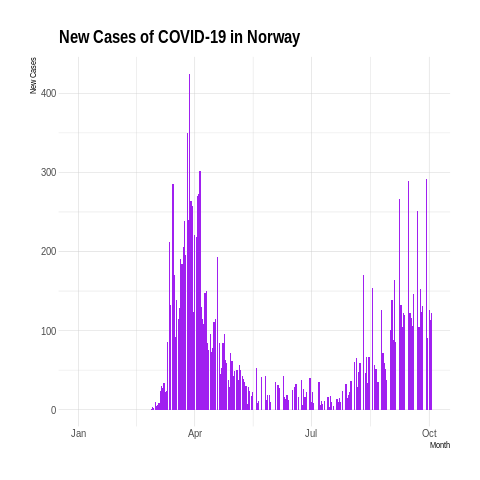 New Cases of COVID-19 in Norway
New Cases
400
300
200
100
0
Jan
Apr
Jul
Oct
Month